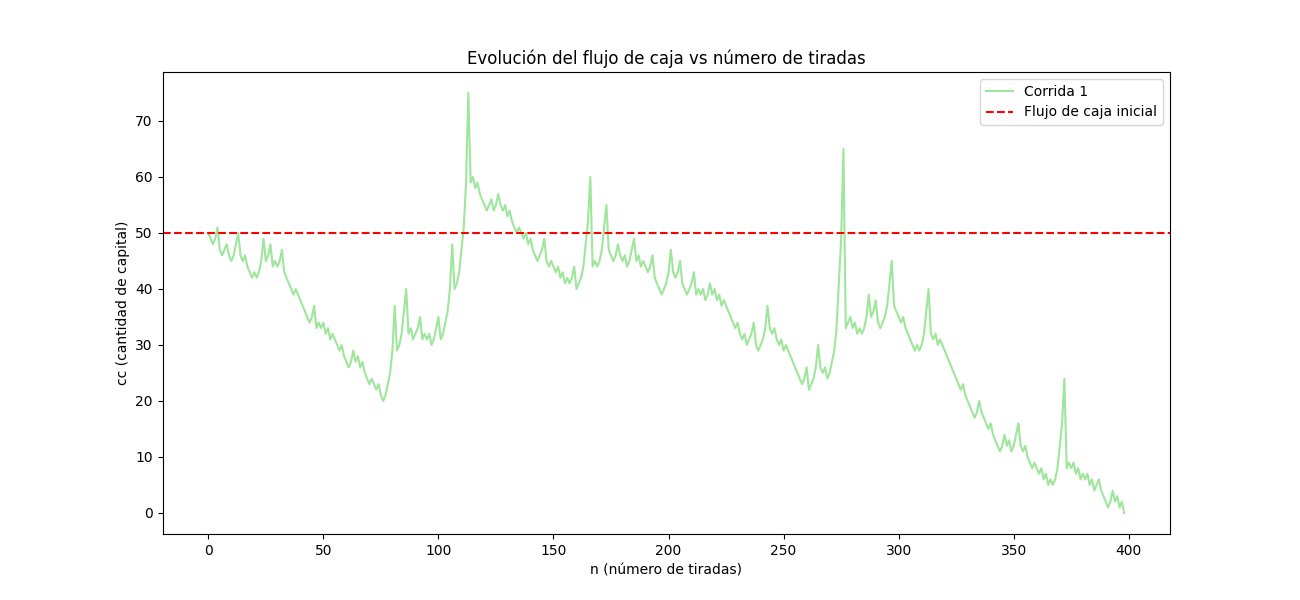 Evolución del flujo de caja vs número de tiradas
Corrida 1
Flujo de caja inicial
cc (cantidad de capital)
70
60
50
40
30
20
10
0
0 50 100 150 200 250 300 350 400
n (número de tiradas)